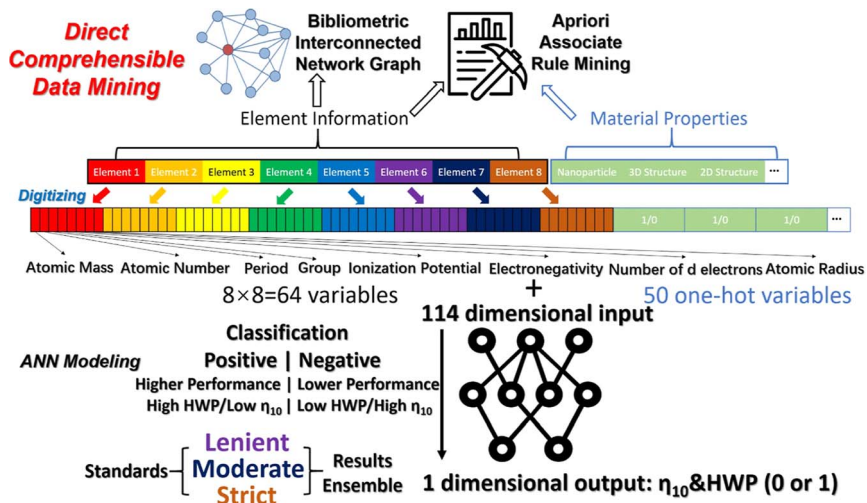 Direct
Comprehensible
Data Mining
Bibliometric
Interconnected
Network Graph
Apriori
Associate
Rule Mining
Element Information
Material Properties
Element 1 Element 2 Element 3 Element 4 Element 5 Element 6 Element 7 Element 8 Nanoparticle 3D Structure 2D Structure ...
Digitizing
1/0 1/0 1/0 ...
Atomic Mass Atomic Number Period Group Ionization Potential Electronegativity Number of d electrons Atomic Radius
8×8=64 variables + 50 one-hot variables
114 dimensional input
ANN Modeling
Classification
Positive | Negative
Higher Performance | Lower Performance
High HWP/Low η₁₀ | Low HWP/High η₁₀
Standards
Lenient
Moderate
Strict
Results
Ensemble
1 dimensional output: η₁₀&HWP (0 or 1)